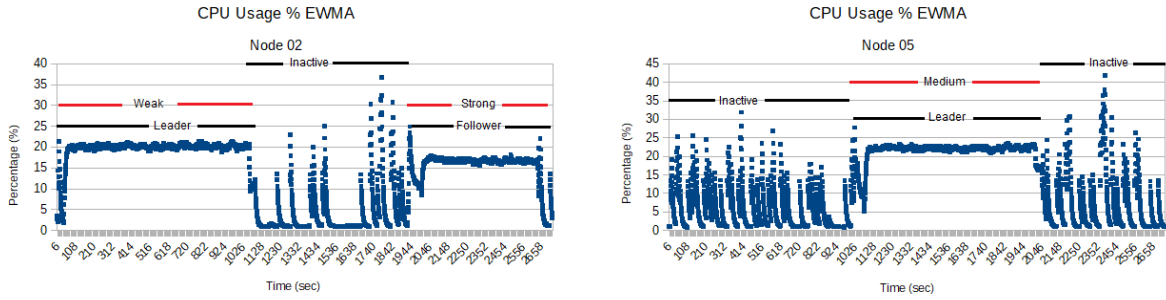 CPU Usage % EWMA
Node 02
Percentage (%)
40
35
30
25
20
15
10
5
0
Inactive
Weak
Strong
Leader
Follower
6 108 210 312 414 516 618 720 822 924 1026 1128 1230 1332 1434 1536 1638 1740 1842 1944 2046 2148 2250 2352 2454 2556 2658
Time (sec)
CPU Usage % EWMA
Node 05
Percentage (%)
45
40
35
30
25
20
15
10
5
0
Inactive
Medium
Inactive
Leader
6 108 210 312 414 516 618 720 822 924 1026 1128 1230 1332 1434 1536 1638 1740 1842 1944 2046 2148 2250 2352 2454 2556 2658
Time (sec)